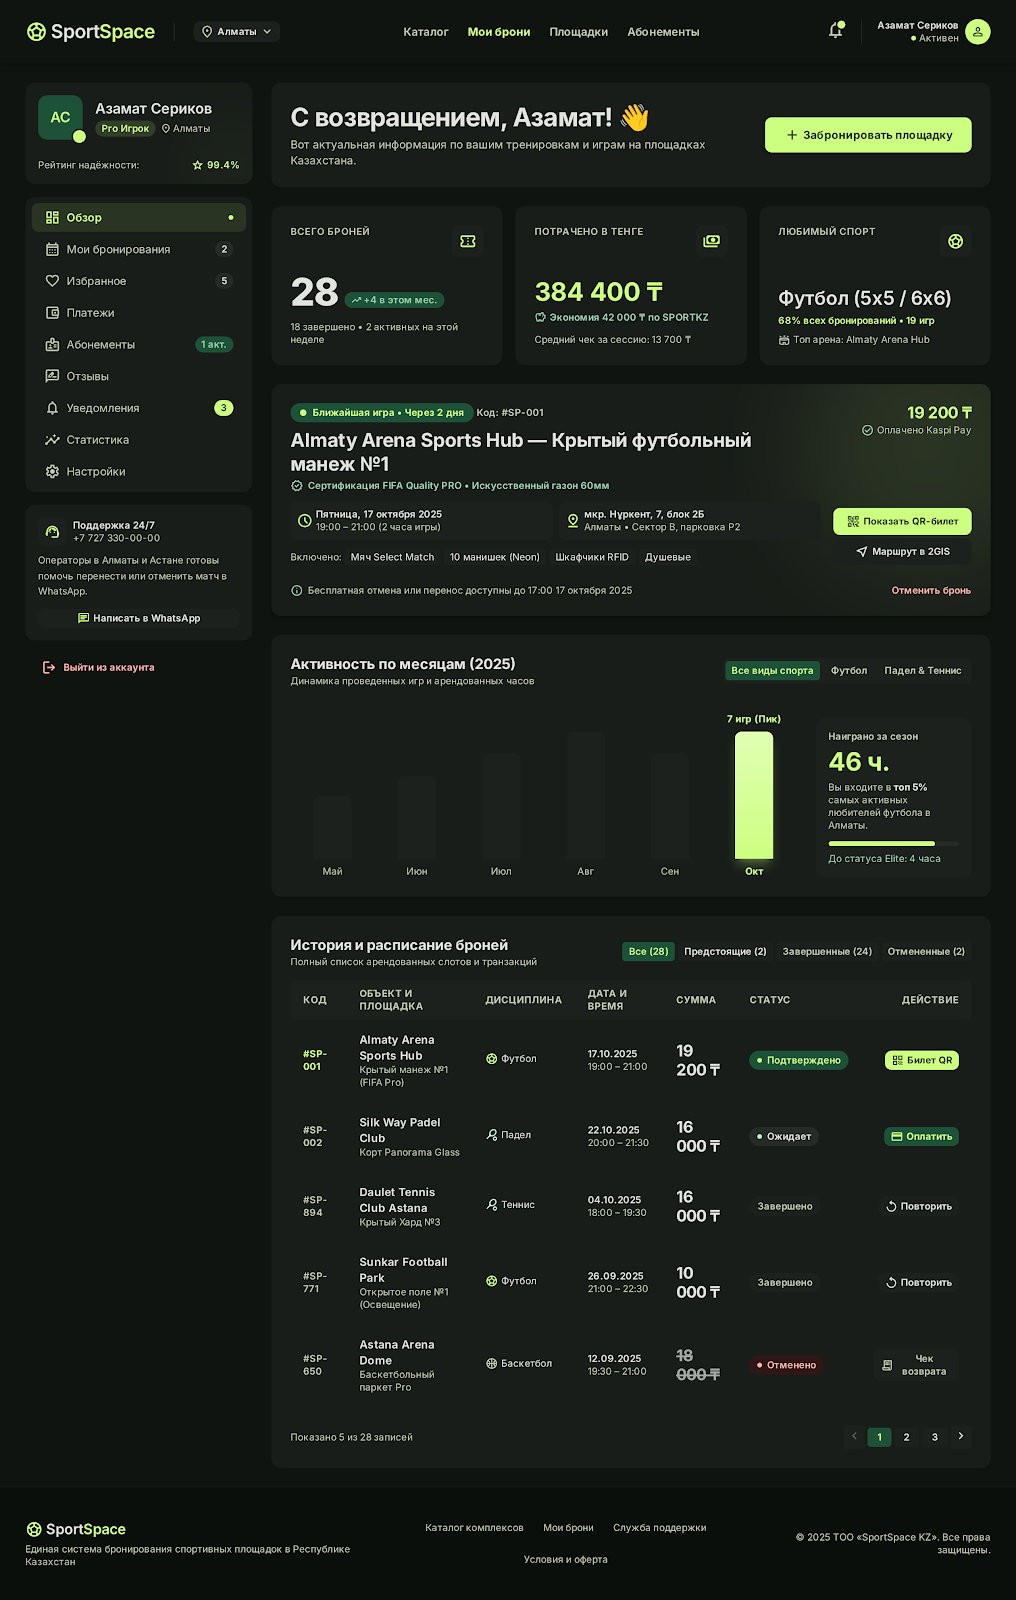 SportSpace
Алматы
Каталог
Мои брони
Площадки
Абонементы
Азамат Сериков
Активен
АС
Азамат Сериков
Pro Игрок
Алматы
Рейтинг надёжности:
99.4%
Обзор
Мои бронирования
2
Избранное
5
Платежи
Абонементы
1 акт.
Отзывы
Уведомления
3
Статистика
Настройки
Поддержка 24/7
+7 727 330-00-00
Операторы в Алматы и Астане готовы
помочь перенести или отменить матч в
WhatsApp.
Написать в WhatsApp
Выйти из аккаунта
С возвращением, Азамат! 👋
Вот актуальная информация по вашим тренировкам и играм на площадках
Казахстана.
Забронировать площадку
ВСЕГО БРОНЕЙ
28
+4 в этом мес.
18 завершено • 2 активных на этой
неделе
ПОТРАЧЕНО В ТЕНГЕ
384 400 ₸
Экономия 42 000 ₸ по SPORTKZ
Средний чек за сессию: 13 700 ₸
ЛЮБИМЫЙ СПОРТ
Футбол (5x5 / 6x6)
68% всех бронирований • 19 игр
Топ арена: Almaty Arena Hub
Ближайшая игра • Через 2 дня
Код: #SP-001
Almaty Arena Sports Hub — Крытый футбольный
манеж №1
Сертификация FIFA Quality PRO • Искусственный газон 60мм
19 200 ₸
Оплачено Kaspi Pay
Пятница, 17 октября 2025
19:00 – 21:00 (2 часа игры)
мкр. Нұркент, 7, блок 2Б
Алматы • Сектор B, парковка P2
Показать QR-билет
Маршрут в 2GIS
Включено:
Мяч Select Match
10 манишек (Neon)
Шкафчики RFID
Душевые
Бесплатная отмена или перенос доступны до 17:00 17 октября 2025
Отменить бронь
Активность по месяцам (2025)
Динамика проведенных игр и арендованных часов
Все виды спорта
Футбол
Падел & Теннис
7 игр (Пик)
Май
Июн
Июл
Авг
Сен
Окт
Наиграно за сезон
46 ч.
Вы входите в топ 5%
самых активных
любителей футбола в
Алматы.
До статуса Elite: 4 часа
История и расписание броней
Полный список арендованных слотов и транзакций
Все (28)
Предстоящие (2)
Завершенные (24)
Отмененные (2)
КОД
ОБЪЕКТ И
ПЛОЩАДКА
ДИСЦИПЛИНА
ДАТА И
ВРЕМЯ
СУММА
СТАТУС
ДЕЙСТВИЕ
#SP-
001
Almaty Arena
Sports Hub
Крытый манеж №1
(FIFA Pro)
Футбол
17.10.2025
19:00 – 21:00
19
200 ₸
Подтверждено
Билет QR
#SP-
002
Silk Way Padel
Club
Корт Panorama Glass
Падел
22.10.2025
20:00 – 21:30
16
000 ₸
Ожидает
Оплатить
#SP-
894
Daulet Tennis
Club Astana
Крытый Хард №3
Теннис
04.10.2025
18:00 – 19:30
16
000 ₸
Завершено
Повторить
#SP-
771
Sunkar Football
Park
Открытое поле №1
(Освещение)
Футбол
26.09.2025
21:00 – 22:30
10
000 ₸
Завершено
Повторить
#SP-
650
Astana Arena
Dome
Баскетбольный
паркет Pro
Баскетбол
12.09.2025
19:30 – 21:00
18
000 ₸
Отменено
Чек
возврата
Показано 5 из 28 записей
1
2
3
SportSpace
Единая система бронирования спортивных площадок в Республике
Казахстан
Каталог комплексов
Мои брони
Служба поддержки
Условия и оферта
© 2025 ТОО «SportSpace KZ». Все права
защищены.